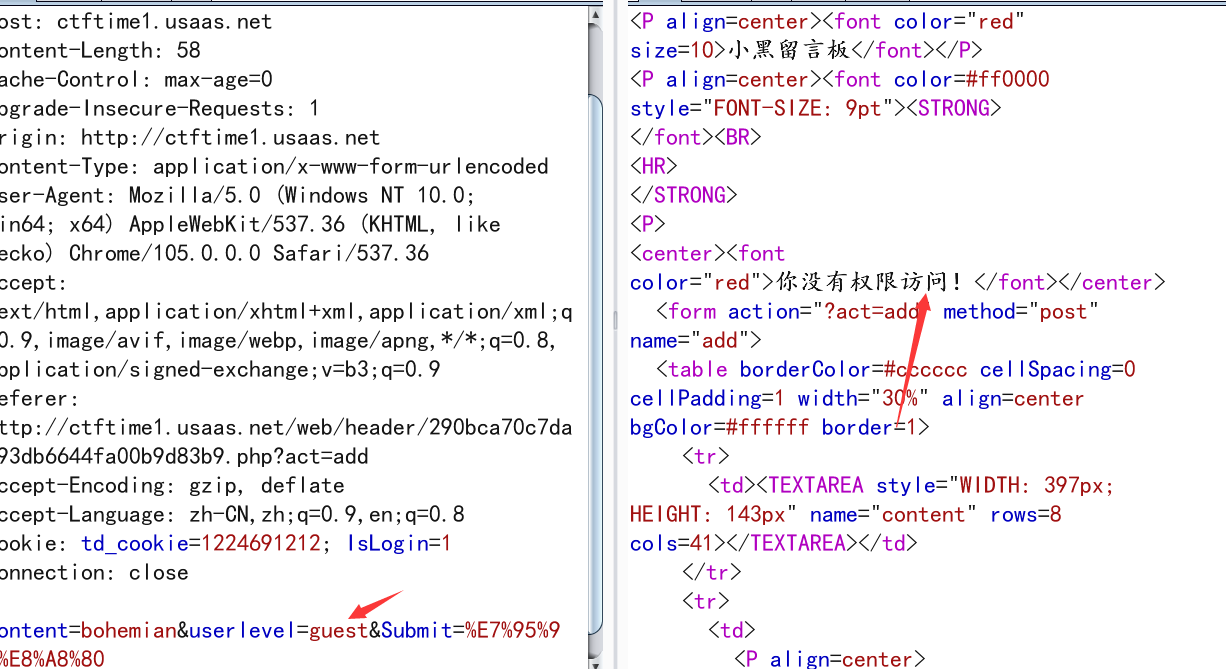 ost: ctftime1.usaas.net
ontent-Length: 58
ache-Control: max-age=0
pgrade-Insecure-Requests: 1
rigin: http://ctftime1.usaas.net
ontent-Type: application/x-www-form-urlencoded
ser-Agent: Mozilla/5.0 (Windows NT 10.0;
in64; x64) AppleWebKit/537.36 (KHTML, like
ecko) Chrome/105.0.0.0 Safari/537.36
ccept:
ext/html,application/xhtml+xml,application/xml;q
0.9,image/avif,image/webp,image/apng,*/*;q=0.8,
pplication/signed-exchange;v=b3;q=0.9
eferer:
ttp://ctftime1.usaas.net/web/header/290bca70c7da
93db6644fa00b9d83b9.php?act=add
ccept-Encoding: gzip, deflate
ccept-Language: zh-CN,zh;q=0.9,en;q=0.8
ookie: td_cookie=1224691212; IsLogin=1
onnection: close
ontent=bohemian&userlevel=guest&Submit=%E7%95%9
%E8%A8%80
<P align=center><font color="red"
size=10>小黑留言板</font></P>
<P align=center><font color=#ff0000
style="FONT-SIZE: 9pt"><STRONG>
</font><BR>
<HR>
</STRONG>
<P>
<center><font
color="red">你没有权限访问! </font></center>
<form action="?act=add" method="post"
name="add">
<table borderColor=#cccccc cellSpacing=0
cellPadding=1 width="30%" align=center
bgColor=#ffffff border=1>
<tr>
<td><TEXTAREA style="WIDTH: 397px;
HEIGHT: 143px" name="content" rows=8
cols=41></TEXTAREA></td>
</tr>
<tr>
<td>
<P align=center>